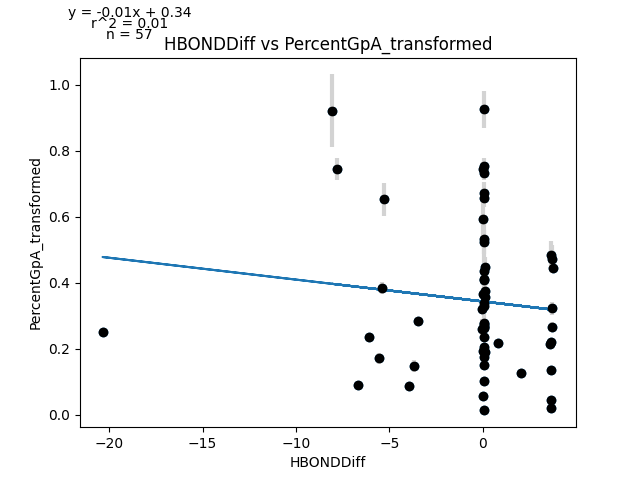 y = -0.01x + 0.34
r^2 = 0.01
n = 57
HBONDDiff vs PercentGpA_transformed
PercentGpA_transformed
1.0
0.8
0.6
0.4
0.2
0.0
−20
−15
−10
−5
0
HBONDDiff